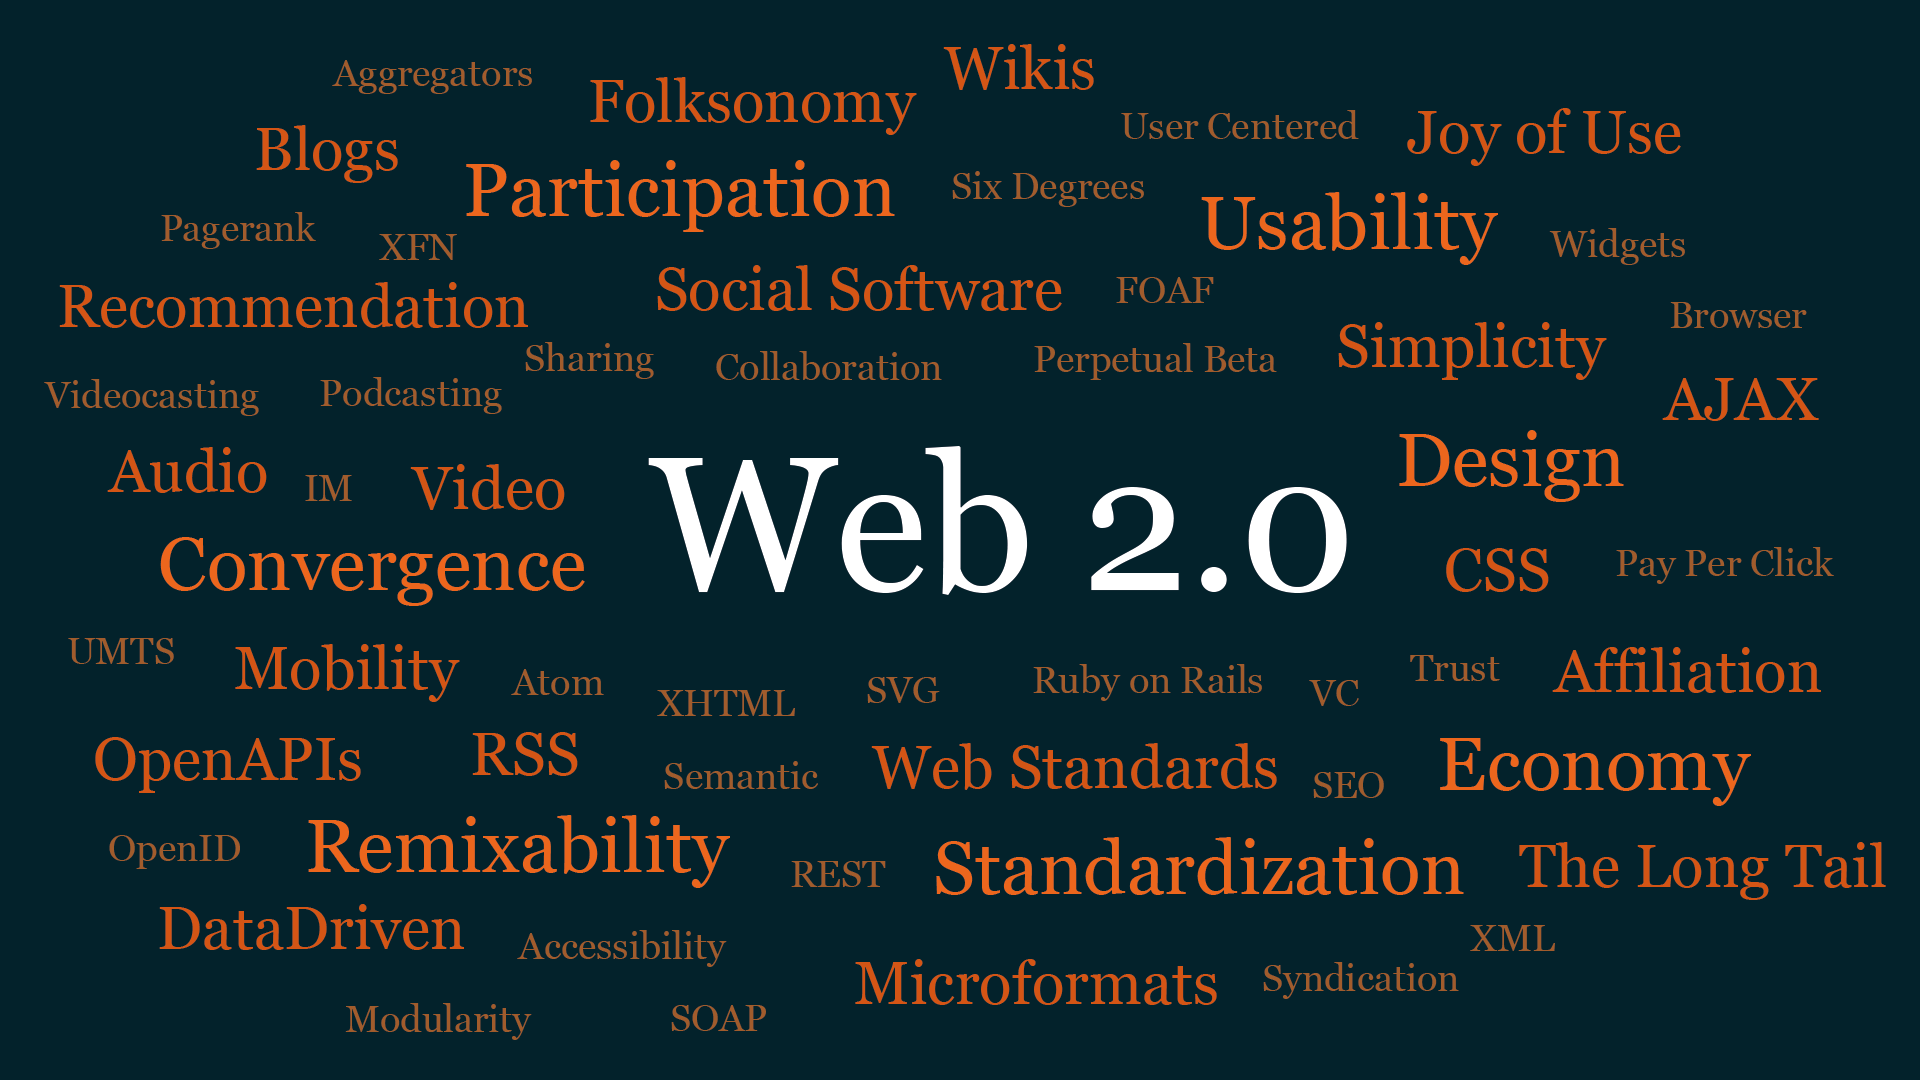 Wikis
Aggregators
Folksonomy
User Centered
Joy of Use
Blogs
Participation
Six Degrees
Usability
Pagerank
XFN
Widgets
Recommendation
Social Software
FOAF
Browser
Sharing
Collaboration
Perpetual Beta
Simplicity
Videocasting
Podcasting
AJAX
Audio
IM
Video
Web 2.0
Design
Convergence
CSS
Pay Per Click
UMTS
Mobility
Atom
XHTML
SVG
Ruby on Rails
VC
Trust
Affiliation
OpenAPIs
RSS
Semantic
Web Standards
SEO
Economy
OpenID
Remixability
REST
Standardization
The Long Tail
DataDriven
Accessibility
XML
Microformats
Syndication
Modularity
SOAP